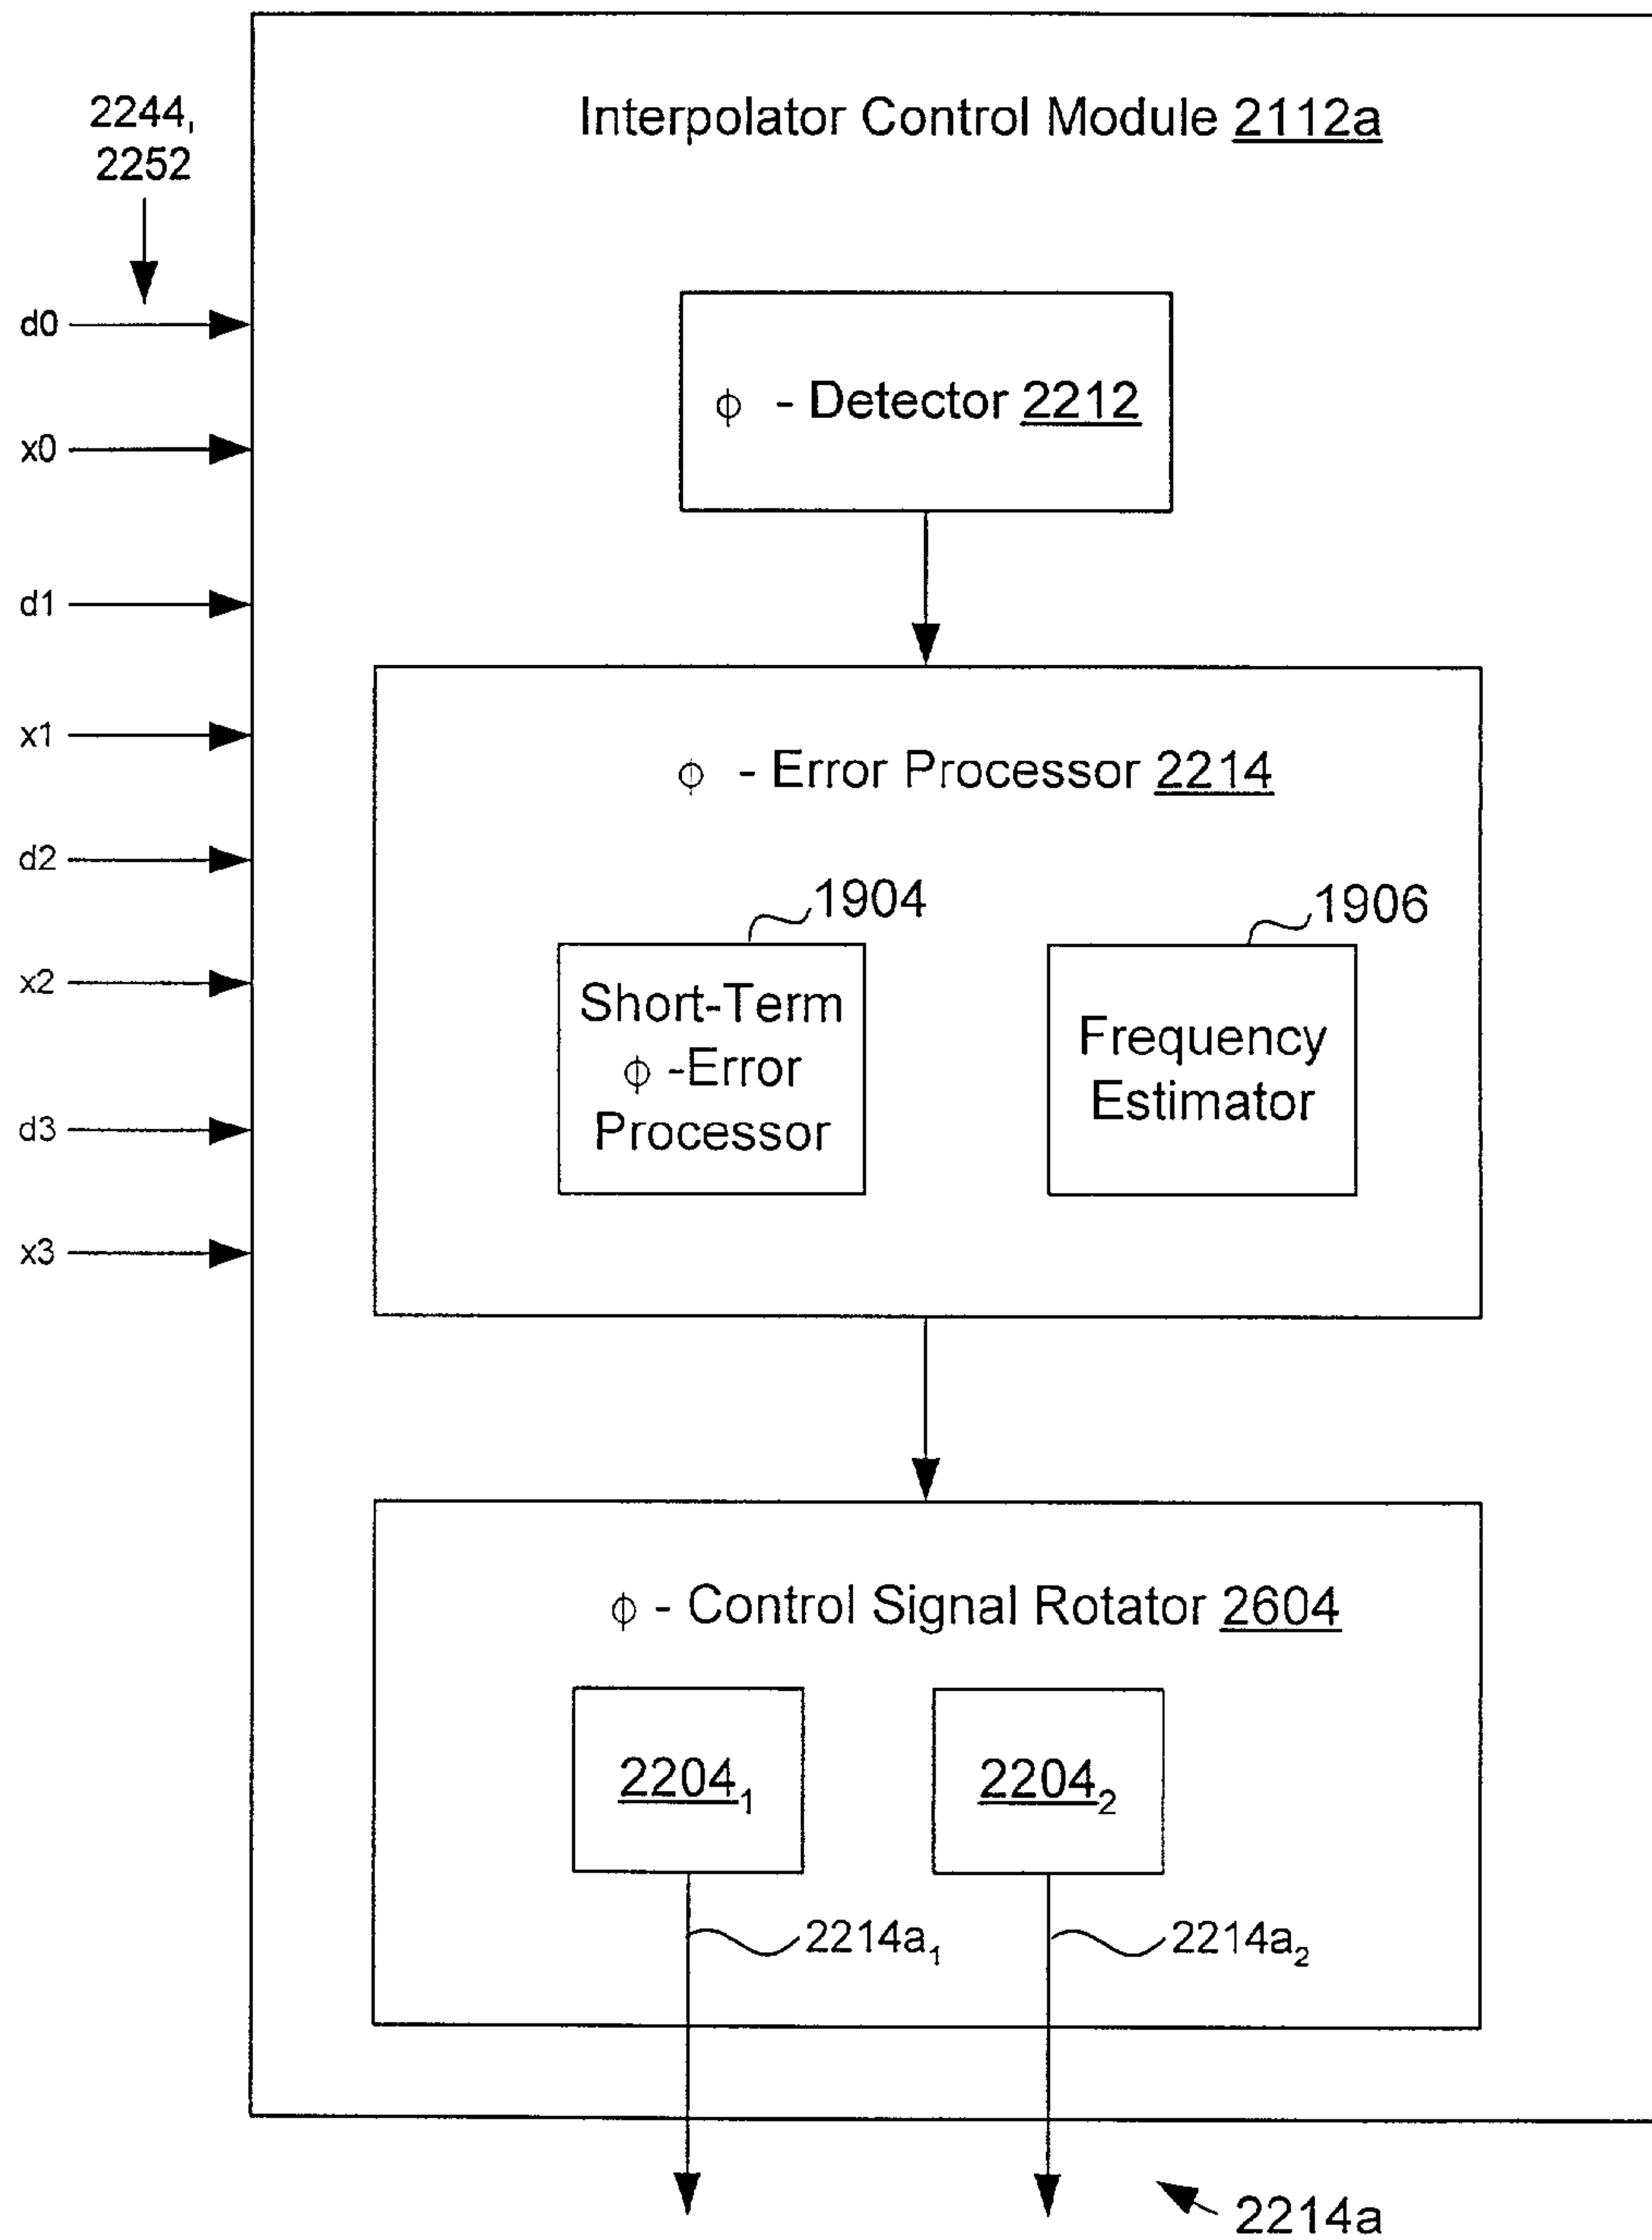 Interpolator Control Module 2112a
2244,
2252
d0
x0
d1
x1
d2
x2
d3
x3
ϕ - Detector 2212
ϕ - Error Processor 2214
1904
Short-Term
ϕ -Error
Processor
1906
Frequency
Estimator
ϕ - Control Signal Rotator 2604
2204₁
2204₂
2214a₁
2214a₂
2214a